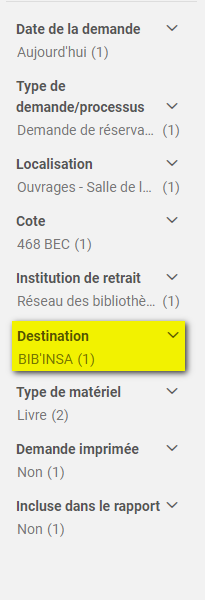 Date de la demande
Aujourd'hui (1)
Type de
demande/processus
Demande de réserva... (1)
Localisation
Ouvrages - Salle de l... (1)
Cote
468 BEC (1)
Institution de retrait
Réseau des bibliothè... (1)
Destination
BIB'INSA (1)
Type de matériel
Livre (2)
Demande imprimée
Non (1)
Incluse dans le rapport
Non (1)